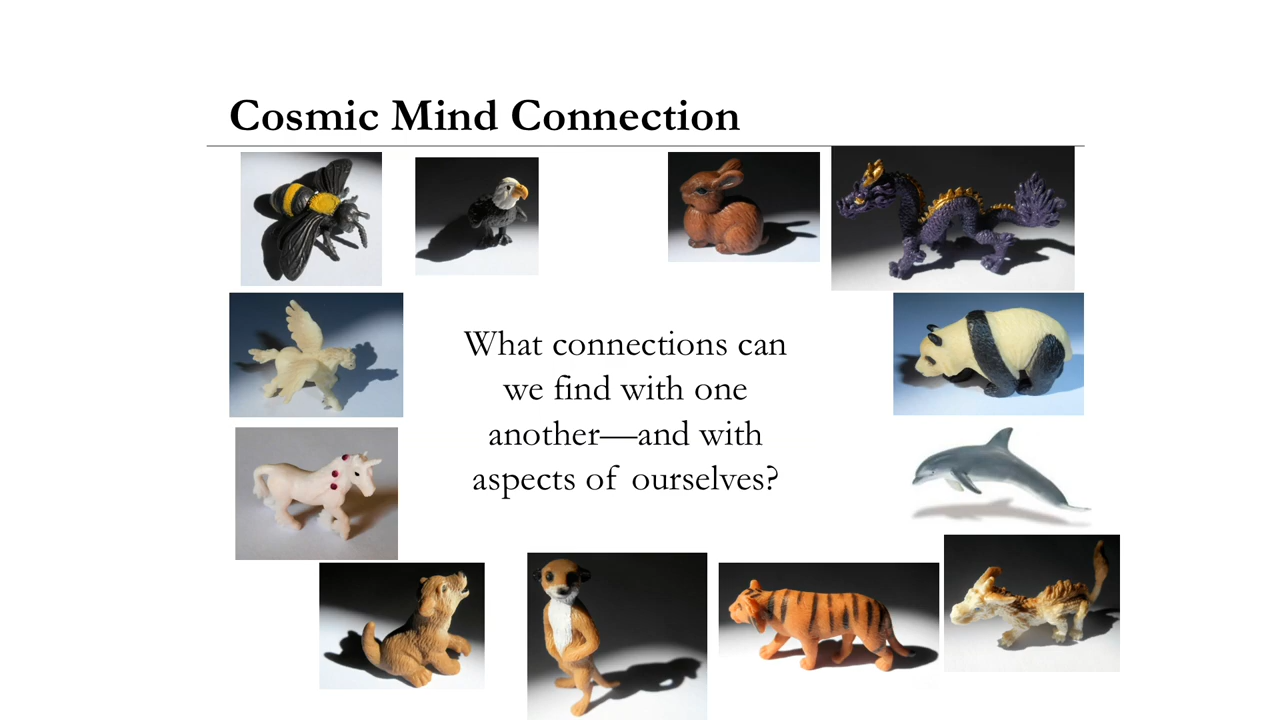 Cosmic Mind Connection
What connections can
we find with one
another—and with
aspects of ourselves?